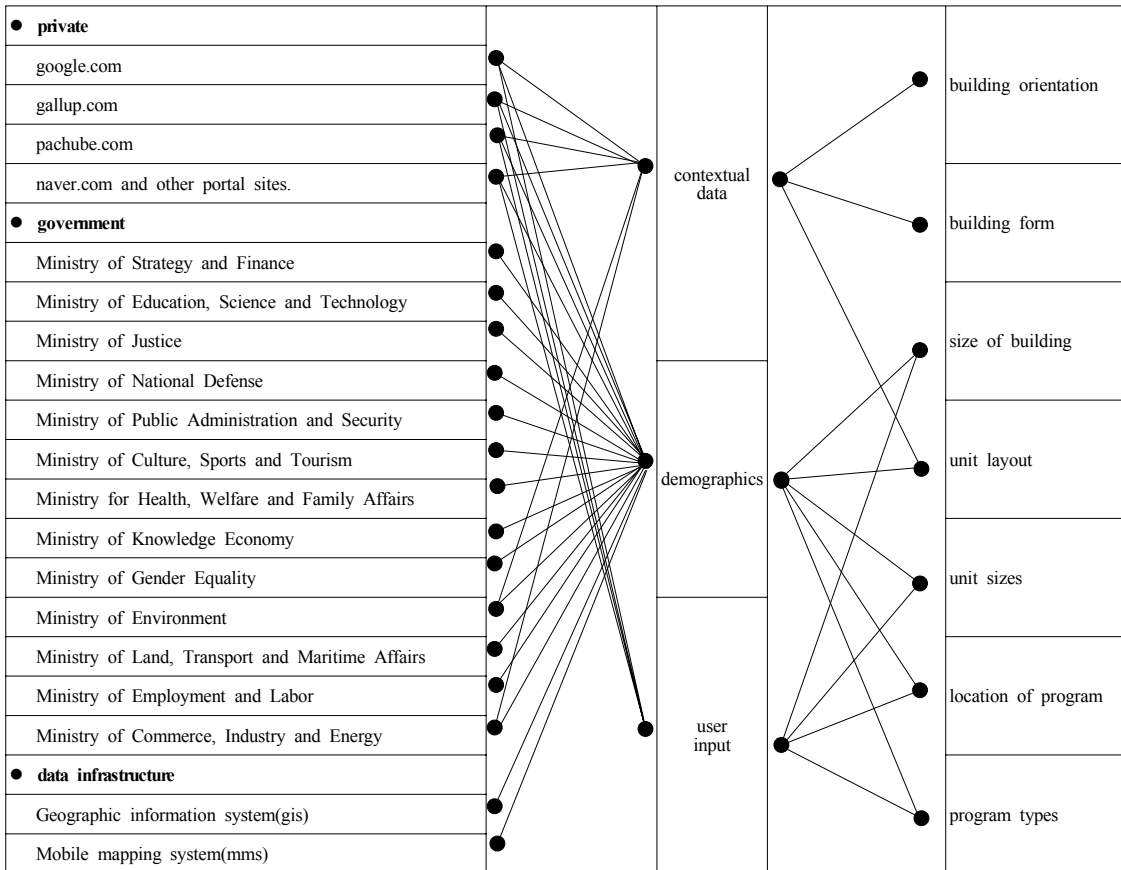 private
google.com
gallup.com
pachube.com
naver.com and other portal sites.
government
Ministry of Strategy and Finance
Ministry of Education, Science and Technology
Ministry of Justice
Ministry of National Defense
Ministry of Public Administration and Security
Ministry of Culture, Sports and Tourism
Ministry for Health, Welfare and Family Affairs
Ministry of Knowledge Economy
Ministry of Gender Equality
Ministry of Environment
Ministry of Land, Transport and Maritime Affairs
Ministry of Employment and Labor
Ministry of Commerce, Industry and Energy
data infrastructure
Geographic information system(gis)
Mobile mapping system(mms)
contextual
data
demographics
user
input
building orientation
building form
size of building
unit layout
unit sizes
location of program
program types